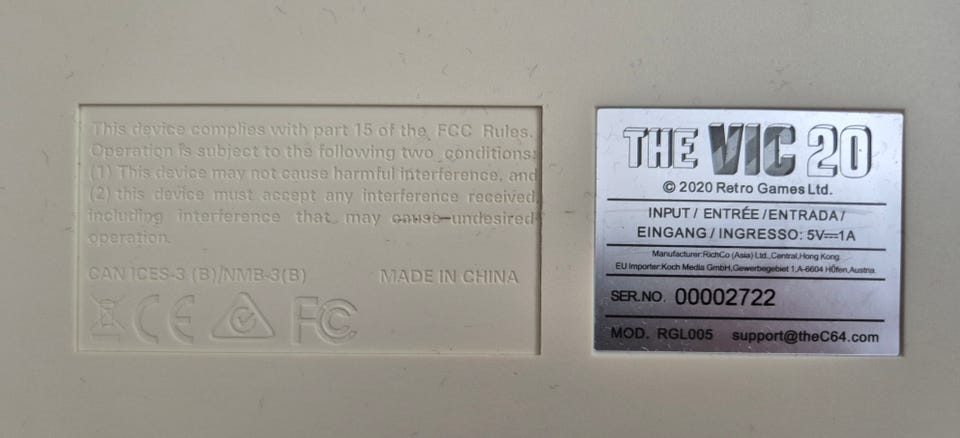 This device complies with part 15 of the FCC Rules.
Operation is subject to the following two conditions:
(1) This device may not cause harmful interference, and
(2) this device must accept any interference received,
including interference that may cause undesired
operation.
CAN ICES-3 (B)/NMB-3(B) MADE IN CHINA
CE FC
THE VIC 20
© 2020 Retro Games Ltd.
INPUT / ENTRÉE / ENTRADA /
EINGANG / INGRESSO: 5V⎓1A
Manufacturer:RichCo (Asia) Ltd.,Central,Hong Kong
EU Importer:Koch Media GmbH,Gewerbegebiet 1,A-6604 Hüfen,Austria.
SER.NO. 00002722
MOD. RGL005 support@theC64.com